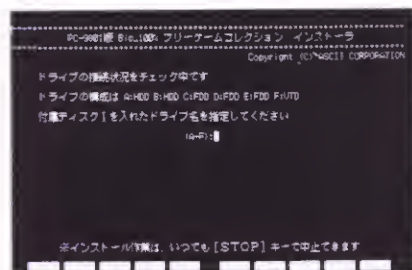 PC-9801版 Bio_100% フリーゲームコレクション インストーラ
Copyright (C) ASCII CORPORATION
ドライブの接続状況をチェック中です
ドライブの構成は A:HDD B:HDD C:FDD D:FDD E:FDD F:UTD
付属ディスク1を入れたドライブ名を指定してください
(A-F):
※インストール作業は、いつでも[STOP]キーで中止できます